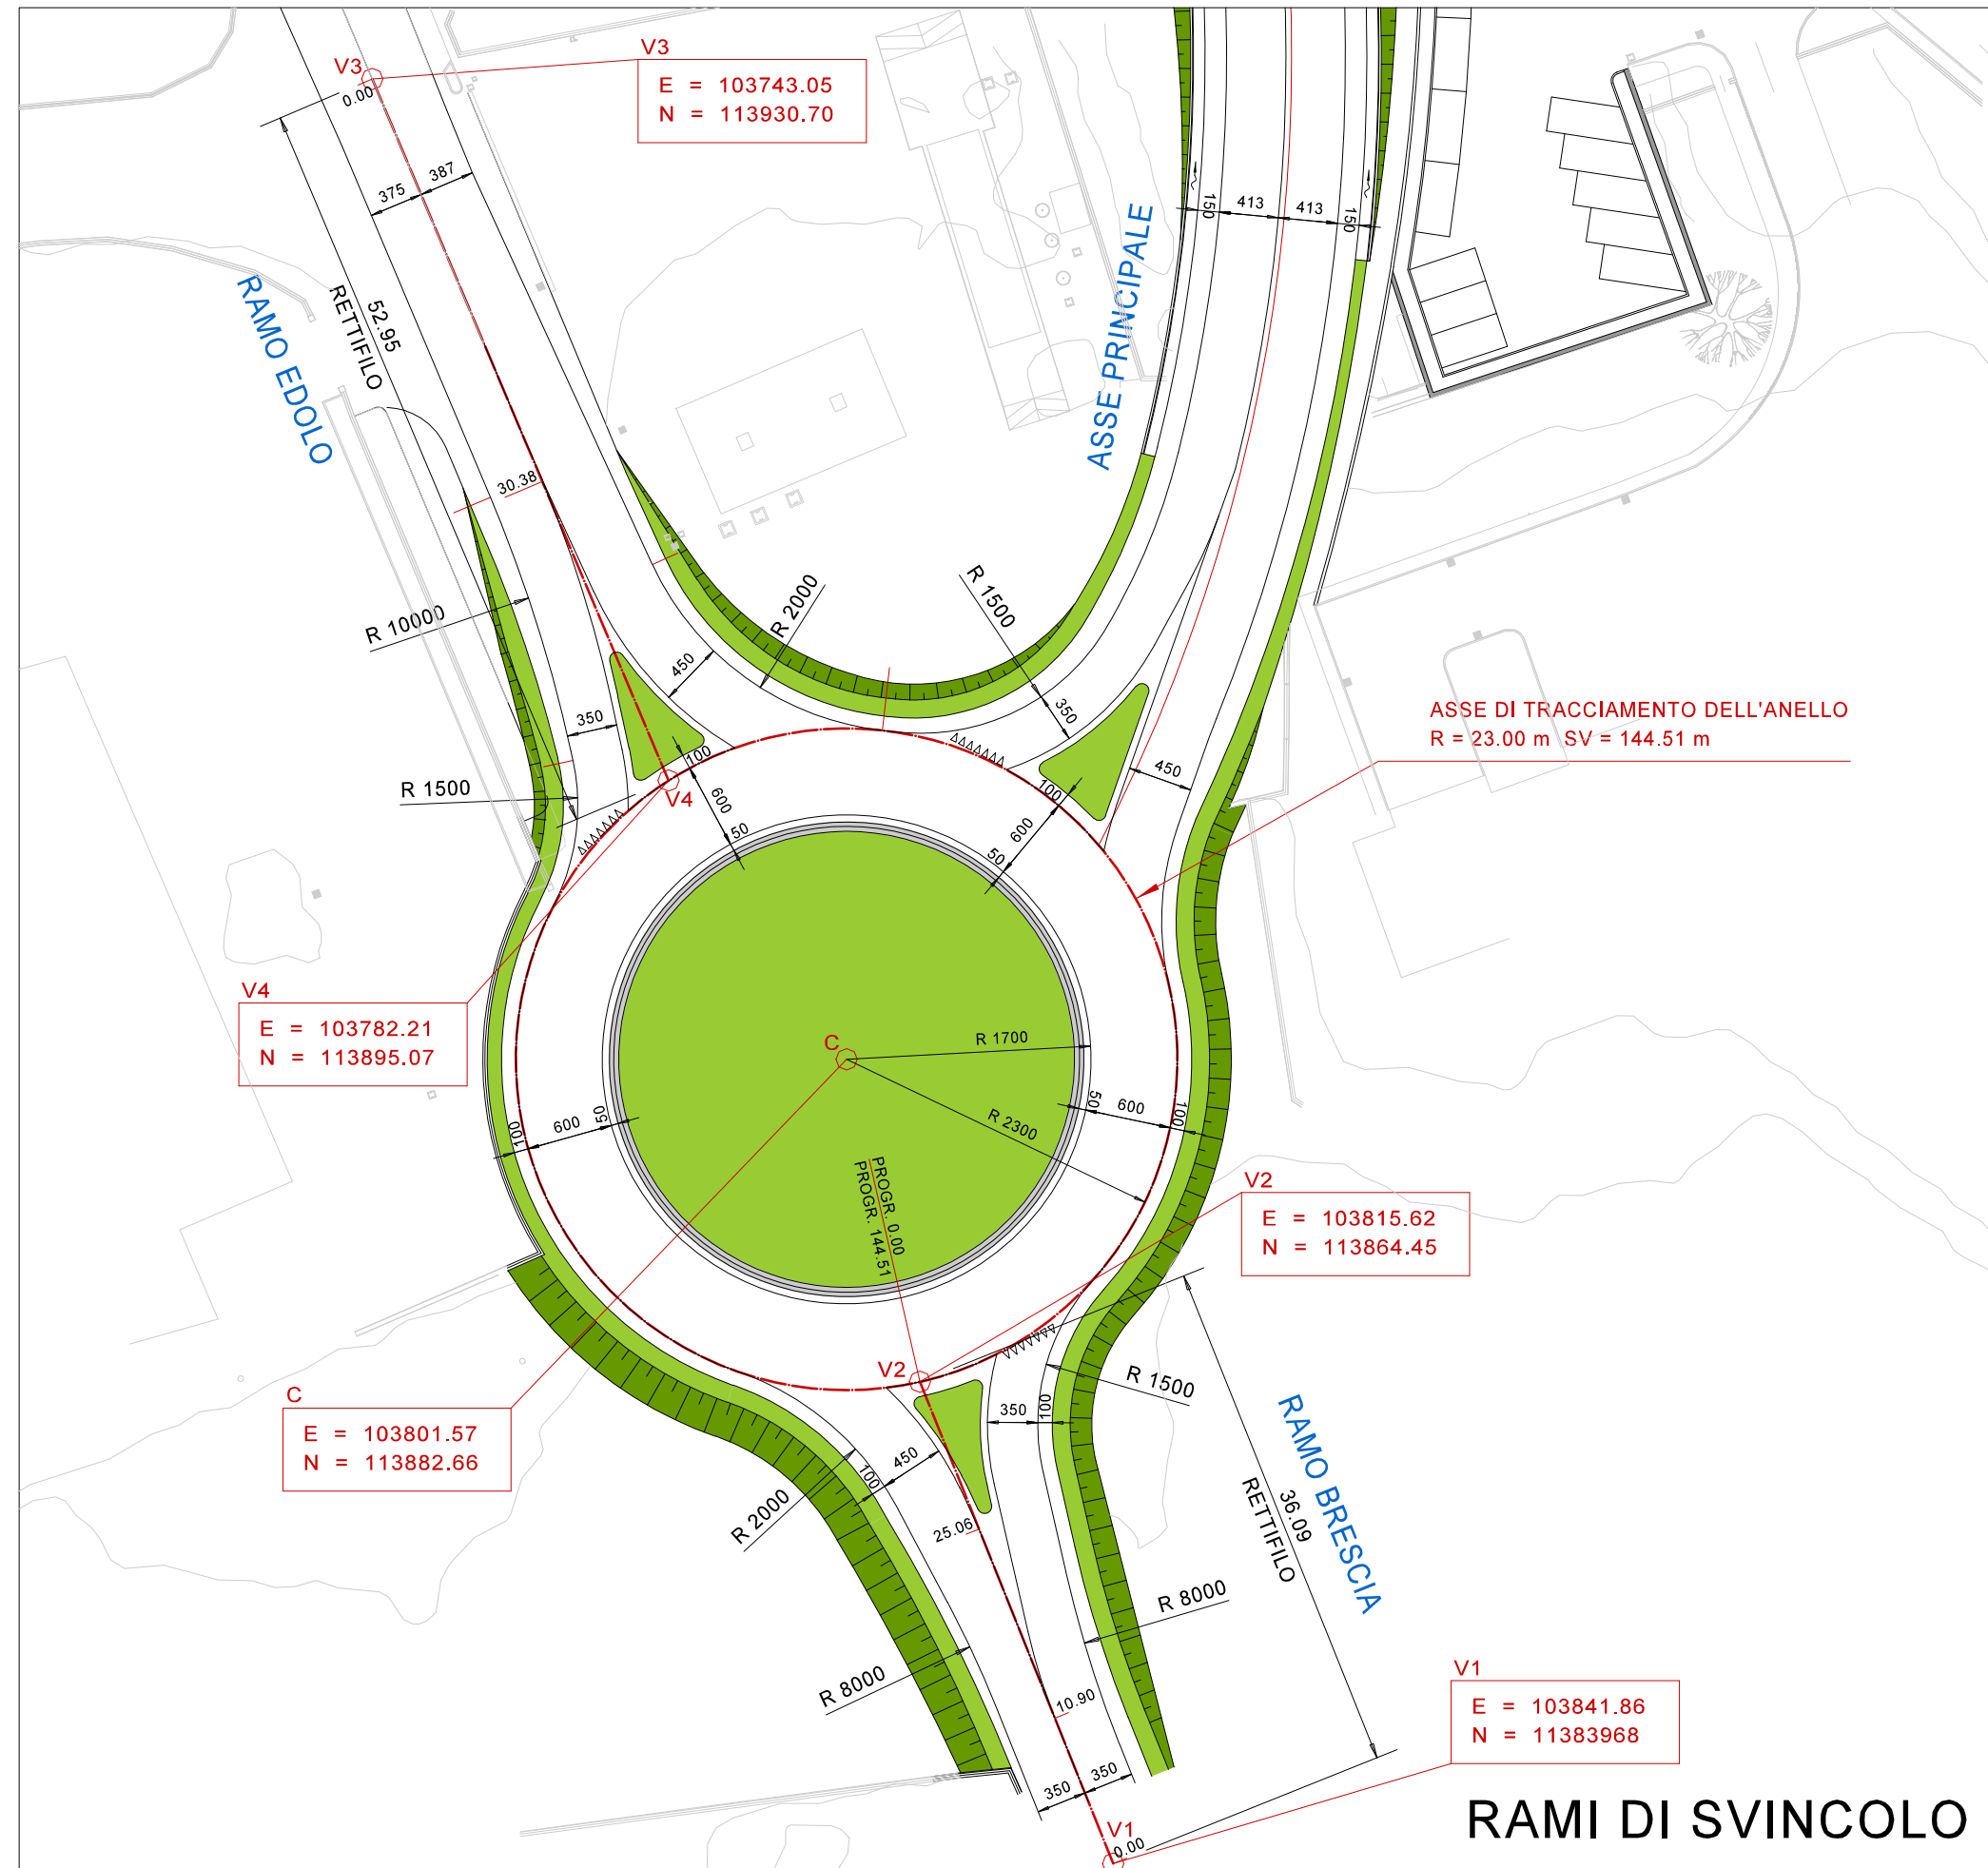 V3
0.00
V3
E = 103743.05
N = 113930.70
375
387
52.95
RETTIFILO
RAMO EDOLO
30.38
150
413
413
150
ASSE PRINCIPALE
R 10000
R 2000
R 1500
450
350
350
100
V4
R 1500
600
50
100
600
50
450
ASSE DI TRACCIAMENTO DELL'ANELLO
R = 23.00 m SV = 144.51 m
V4
E = 103782.21
N = 113895.07
C
R 1700
R 2300
100
600
50
50
600
100
PROGR. 0.00
PROGR. 144.51
V2
E = 103815.62
N = 113864.45
C
E = 103801.57
N = 113882.66
V2
R 1500
350
100
450
100
R 2000
25.06
36.09
RETTIFILO
RAMO BRESCIA
R 8000
R 8000
10.90
350
350
V1
0.00
V1
E = 103841.86
N = 11383968
RAMI DI SVINCOLO